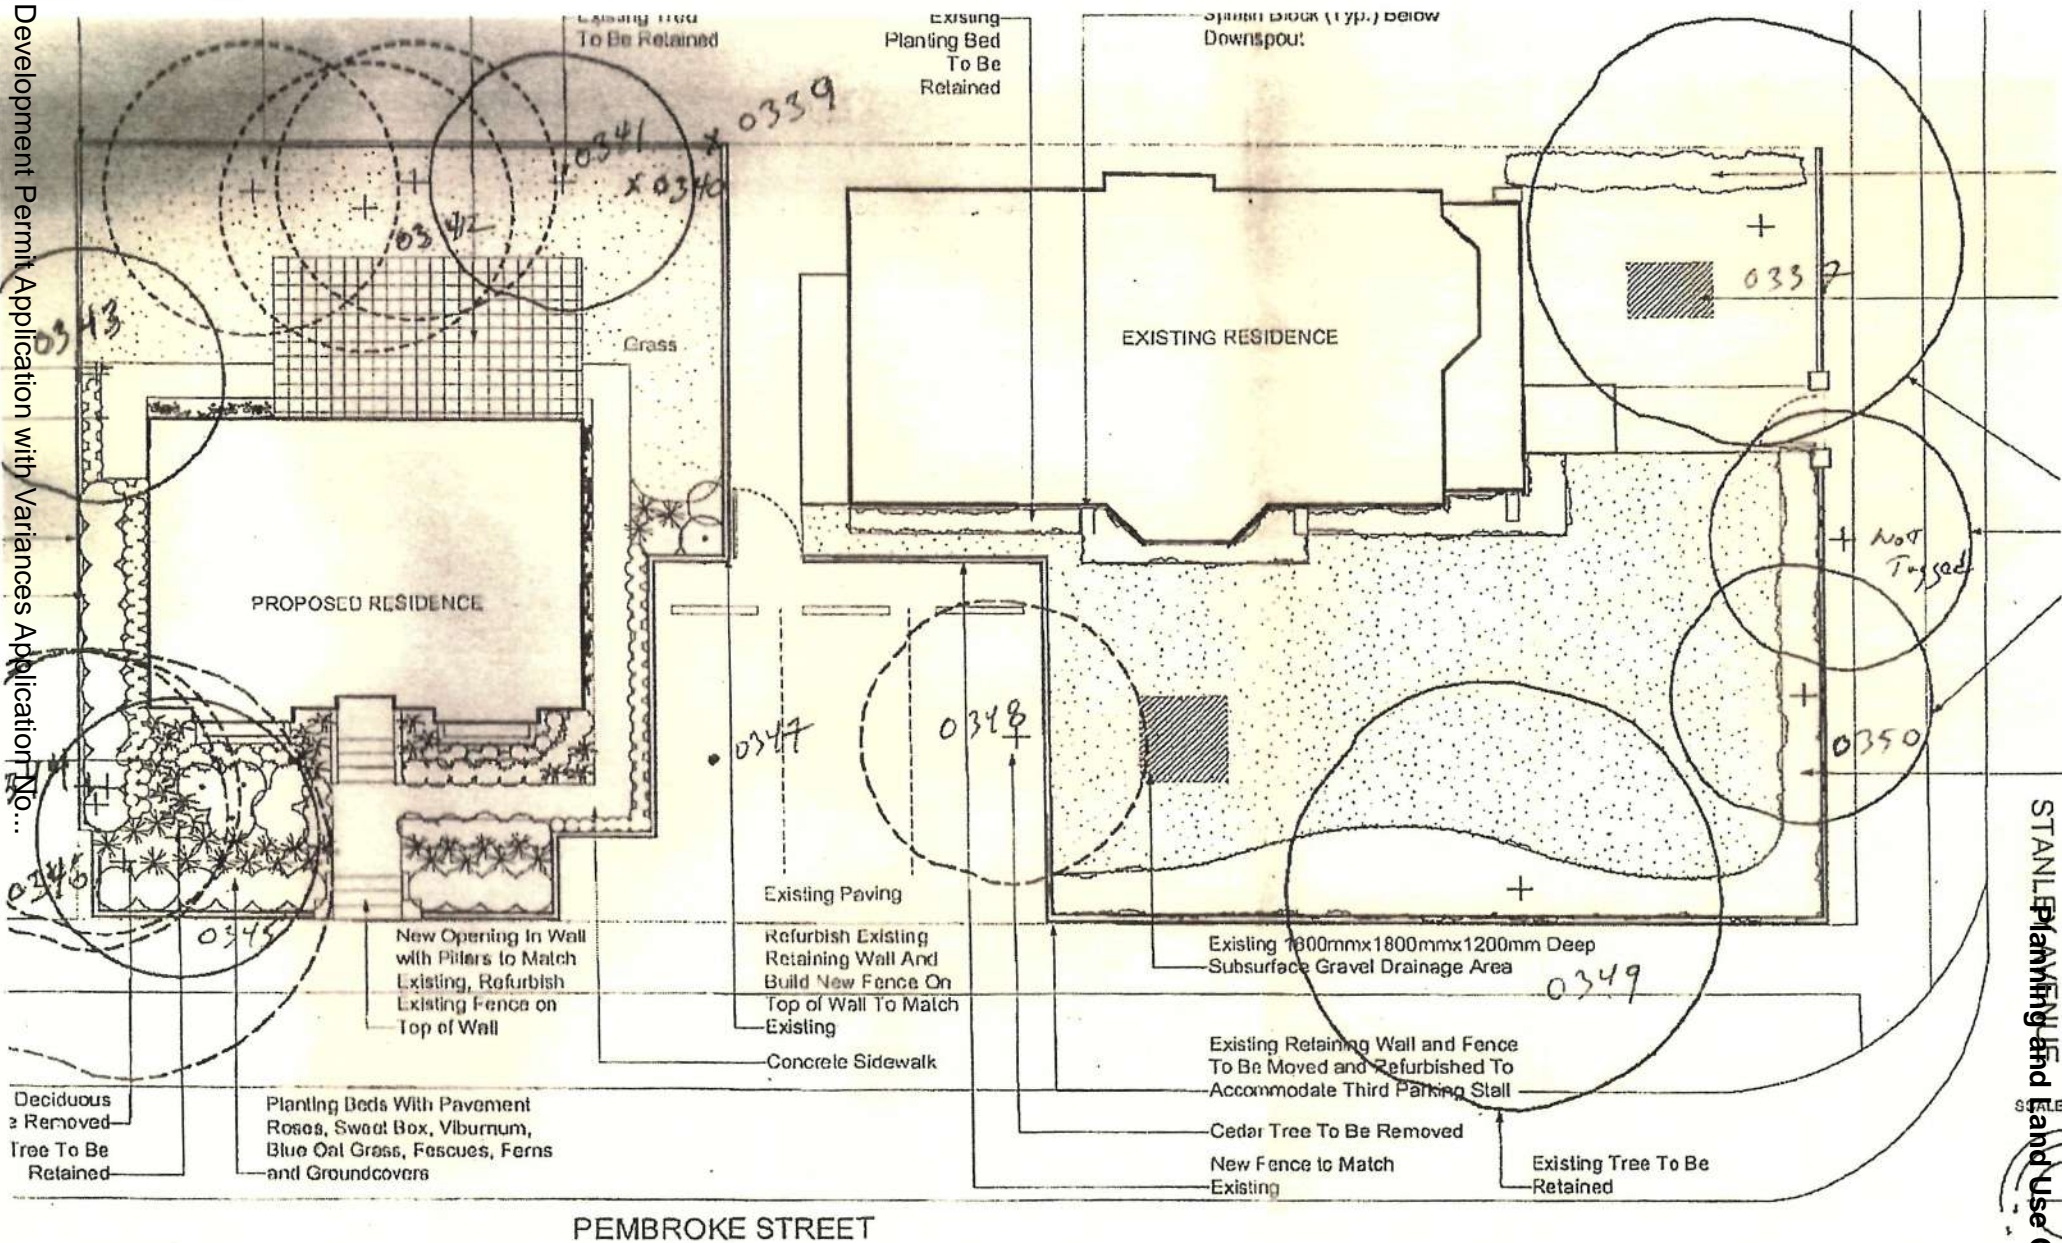 Development Permit Application with Variances Application No...
Existing Tree
To Be Retained
Existing
Planting Bed
To Be
Retained
Splash Block (Typ.) Below
Downspout
0339
0341
x 0340
0342
0343
0337
Grass
EXISTING RESIDENCE
PROPOSED RESIDENCE
Not
Tagged
0347
0348
0350
0346
0345
0349
Existing Paving
New Opening In Wall
with Pillars to Match
Existing, Refurbish
Existing Fence on
Top of Wall
Refurbish Existing
Retaining Wall And
Build New Fence On
Top of Wall To Match
Existing
Concrete Sidewalk
Existing 1800mmx1800mmx1200mm Deep
Subsurface Gravel Drainage Area
Existing Retaining Wall and Fence
To Be Moved and Refurbished To
Accommodate Third Parking Stall
Cedar Tree To Be Removed
New Fence to Match
Existing
Existing Tree To Be
Retained
Deciduous
Removed
Tree To Be
Retained
Planting Beds With Pavement
Roses, Sweet Box, Viburnum,
Blue Oat Grass, Fescues, Ferns
and Groundcovers
PEMBROKE STREET
STANLEY AVENUE
Planning and Land Use
SCALE